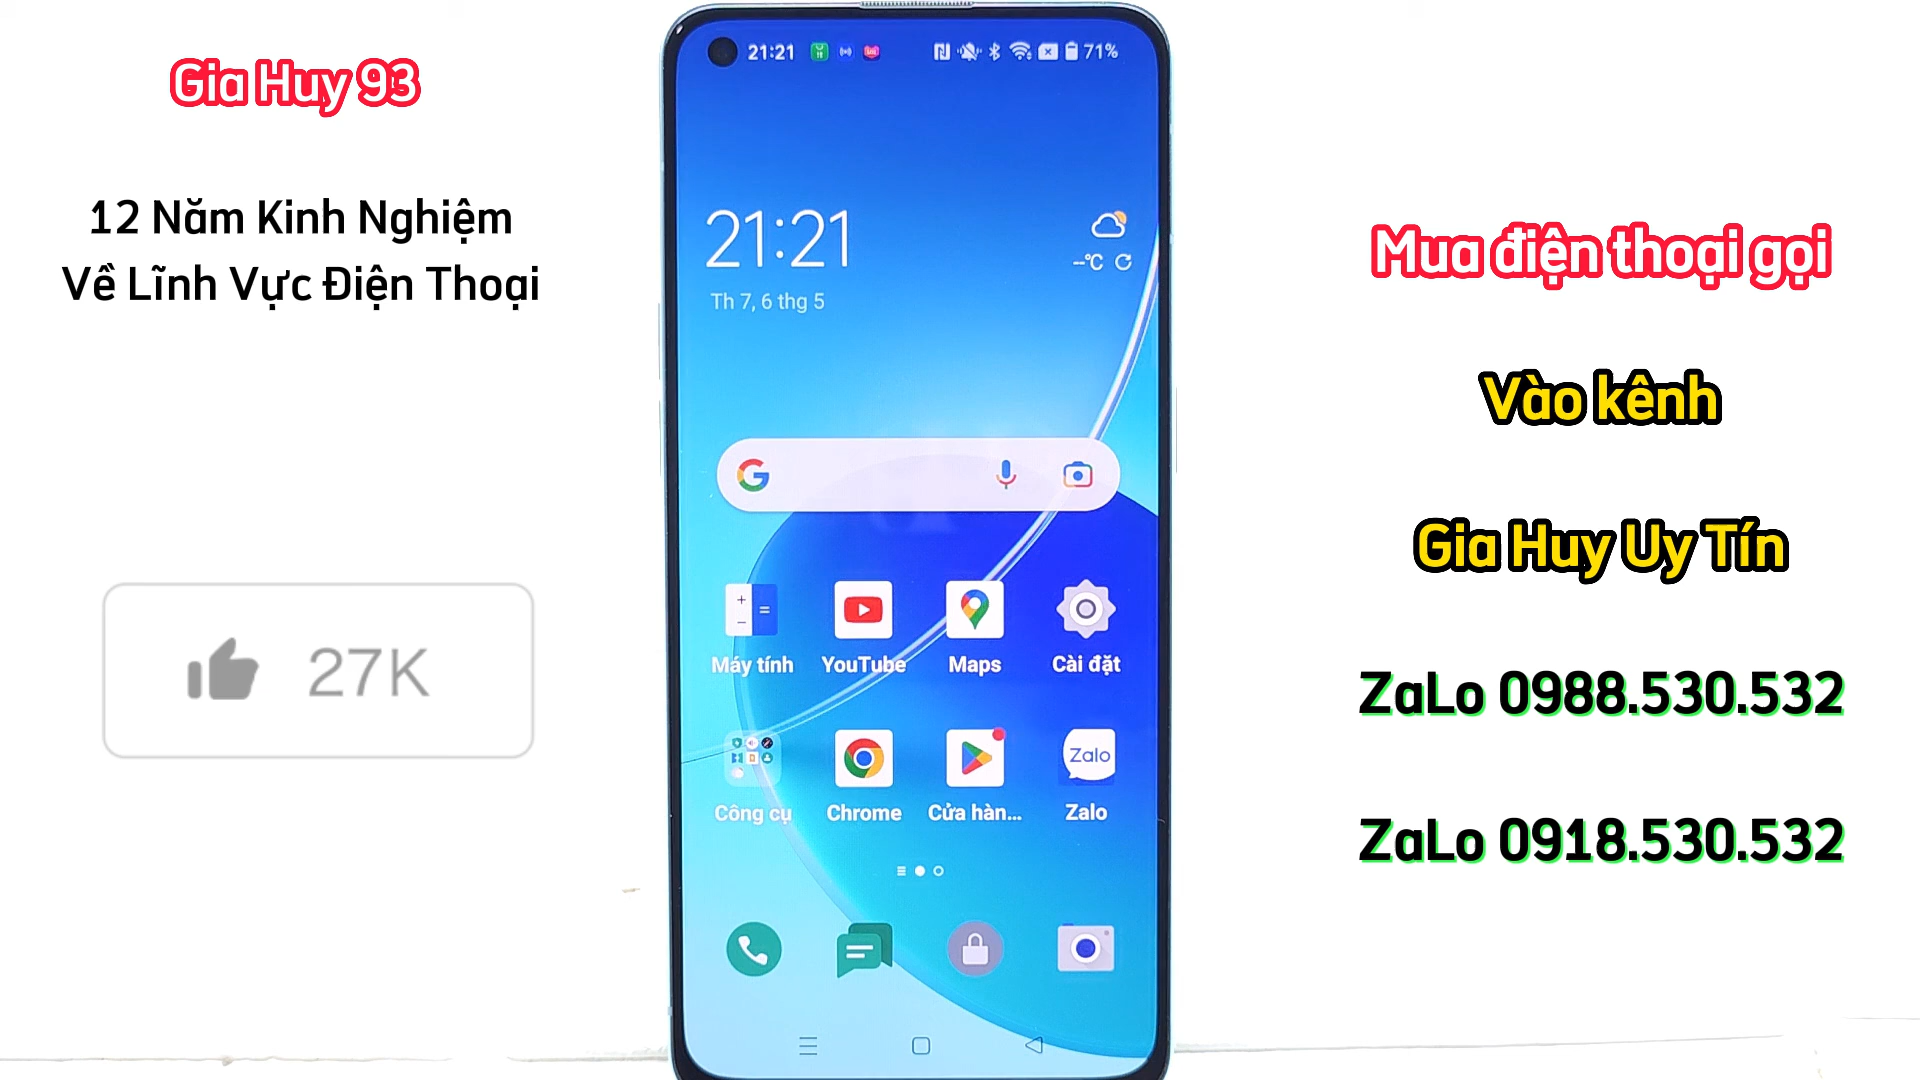 Gia Huy 93
12 Năm Kinh Nghiệm
Về Lĩnh Vực Điện Thoại
27K
21:21
71%
21:21
--°C
Th 7, 6 thg 5
Máy tính
YouTube
Maps
Cài đặt
Công cụ
Chrome
Cửa hàn...
Zalo
Zalo
Mua điện thoại gọi
Vào kênh
Gia Huy Uy Tín
ZaLo 0988.530.532
ZaLo 0918.530.532